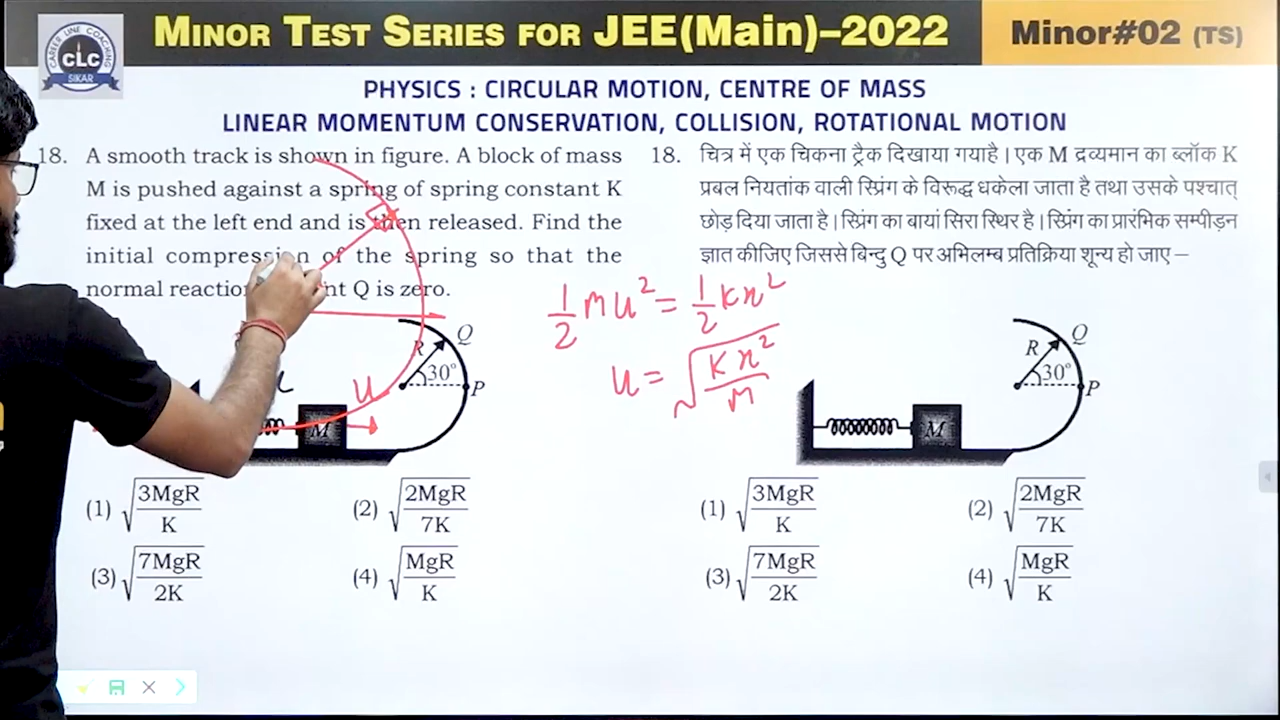 MINOR TEST SERIES FOR JEE(Main)–2022
Minor#02 (TS)
CAREER LINE COACHING
CLC
SIKAR
PHYSICS : CIRCULAR MOTION, CENTRE OF MASS
LINEAR MOMENTUM CONSERVATION, COLLISION, ROTATIONAL MOTION
18. A smooth track is shown in figure. A block of mass
M is pushed against a spring of spring constant K
fixed at the left end and is then released. Find the
initial compression of the spring so that the
normal reaction nt Q is zero.
R 30° Q P
M
u
(1) √(3MgR/K) (2) √(2MgR/7K)
(3) √(7MgR/2K) (4) √(MgR/K)
1/2 Mu² = 1/2 Kx²
u = √(Kx²/M)
18. चित्र में एक चिकना ट्रैक दिखाया गयाहै। एक M द्रव्यमान का ब्लॉक K
प्रबल नियतांक वाली स्प्रिंग के विरूद्ध धकेला जाता है तथा उसके पश्चात्
छोड़ दिया जाता है। स्प्रिंग का बायां सिरा स्थिर है। स्प्रिंग का प्रारंभिक सम्पीड़न
ज्ञात कीजिए जिससे बिन्दु Q पर अभिलम्ब प्रतिक्रिया शून्य हो जाए –
R 30° Q P
M
(1) √(3MgR/K) (2) √(2MgR/7K)
(3) √(7MgR/2K) (4) √(MgR/K)